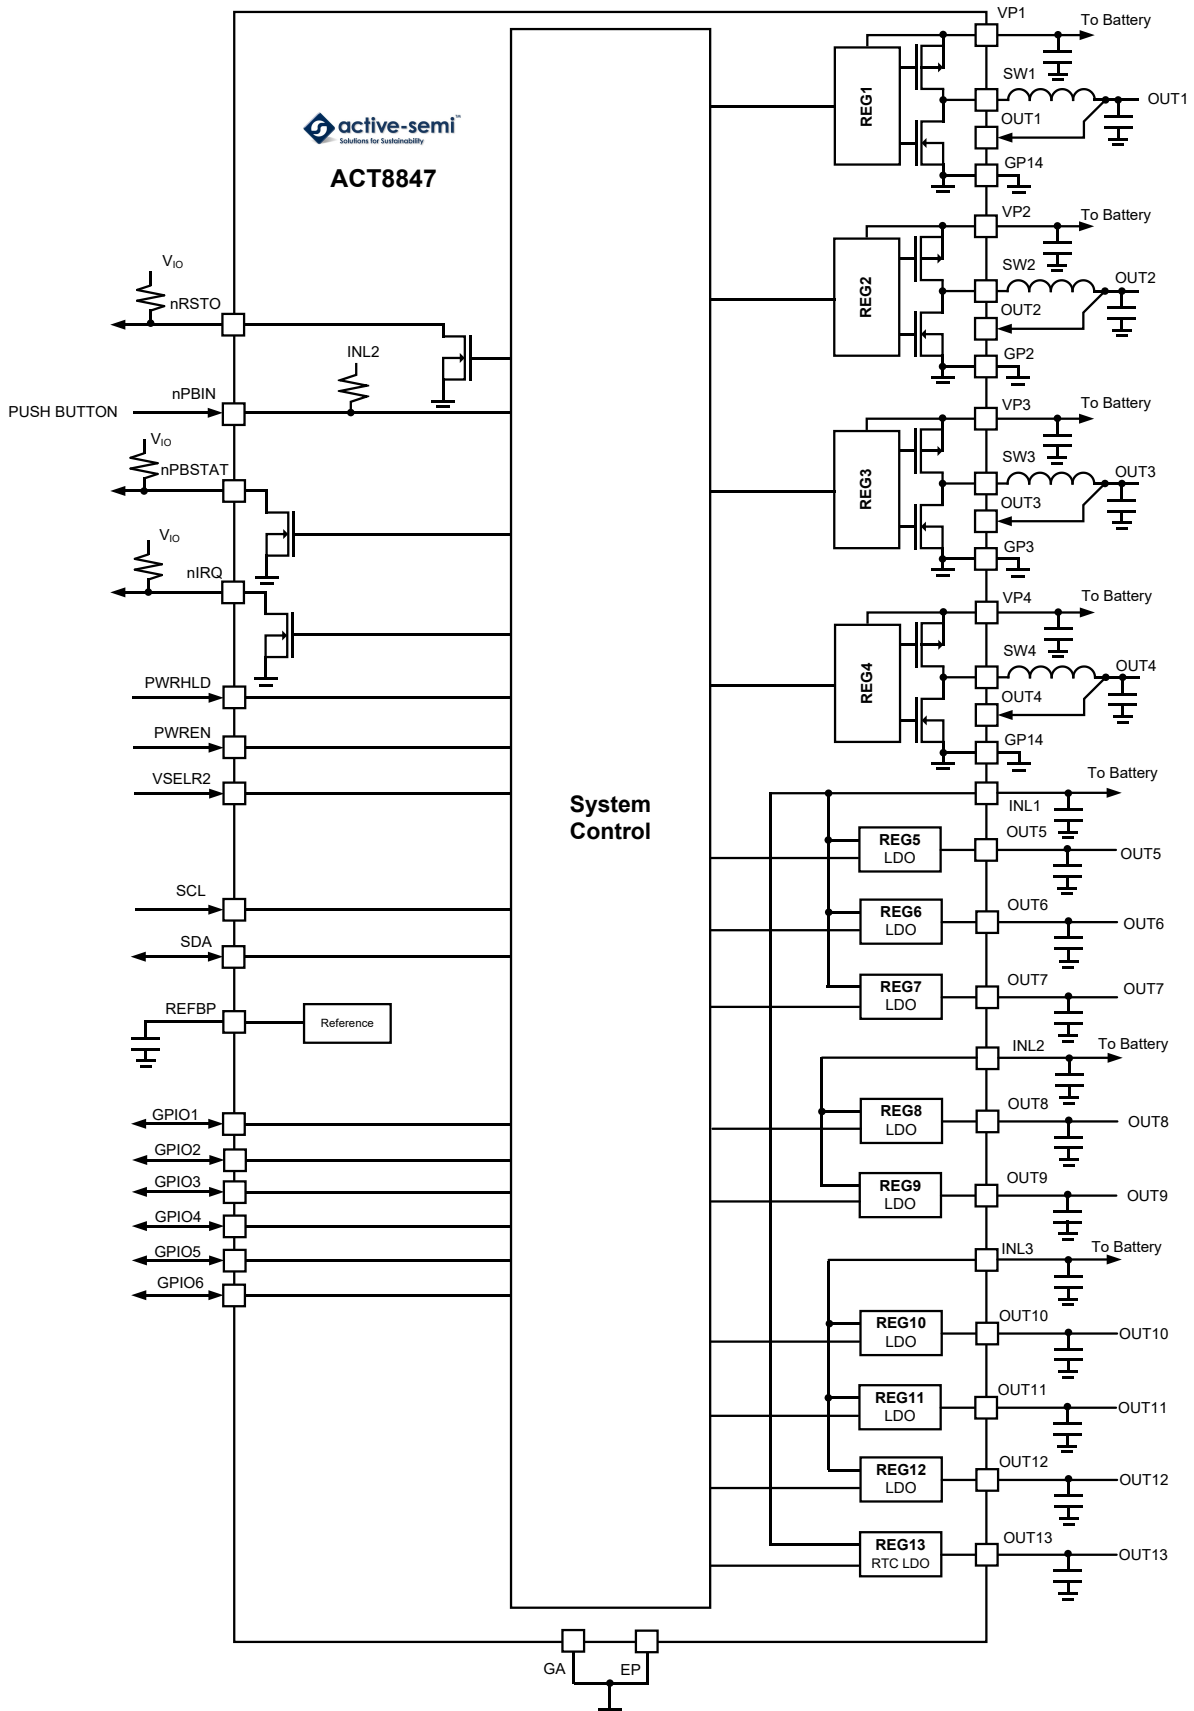 active-semi™
Solutions for Sustainability
ACT8847
VIO
nRSTO
INL2
nPBIN
PUSH BUTTON
VIO
nPBSTAT
VIO
nIRQ
PWRHLD
PWREN
VSELR2
SCL
SDA
REFBP
Reference
GPIO1
GPIO2
GPIO3
GPIO4
GPIO5
GPIO6
System
Control
VP1
To Battery
REG1
SW1
OUT1
OUT1
GP14
VP2
To Battery
REG2
SW2
OUT2
OUT2
GP2
VP3
To Battery
REG3
SW3
OUT3
OUT3
GP3
VP4
To Battery
REG4
SW4
OUT4
OUT4
GP14
To Battery
INL1
REG5
LDO
OUT5
OUT5
REG6
LDO
OUT6
OUT6
REG7
LDO
OUT7
OUT7
INL2
To Battery
REG8
LDO
OUT8
OUT8
REG9
LDO
OUT9
OUT9
INL3
To Battery
REG10
LDO
OUT10
OUT10
REG11
LDO
OUT11
OUT11
REG12
LDO
OUT12
OUT12
REG13
RTC LDO
OUT13
OUT13
GA
EP